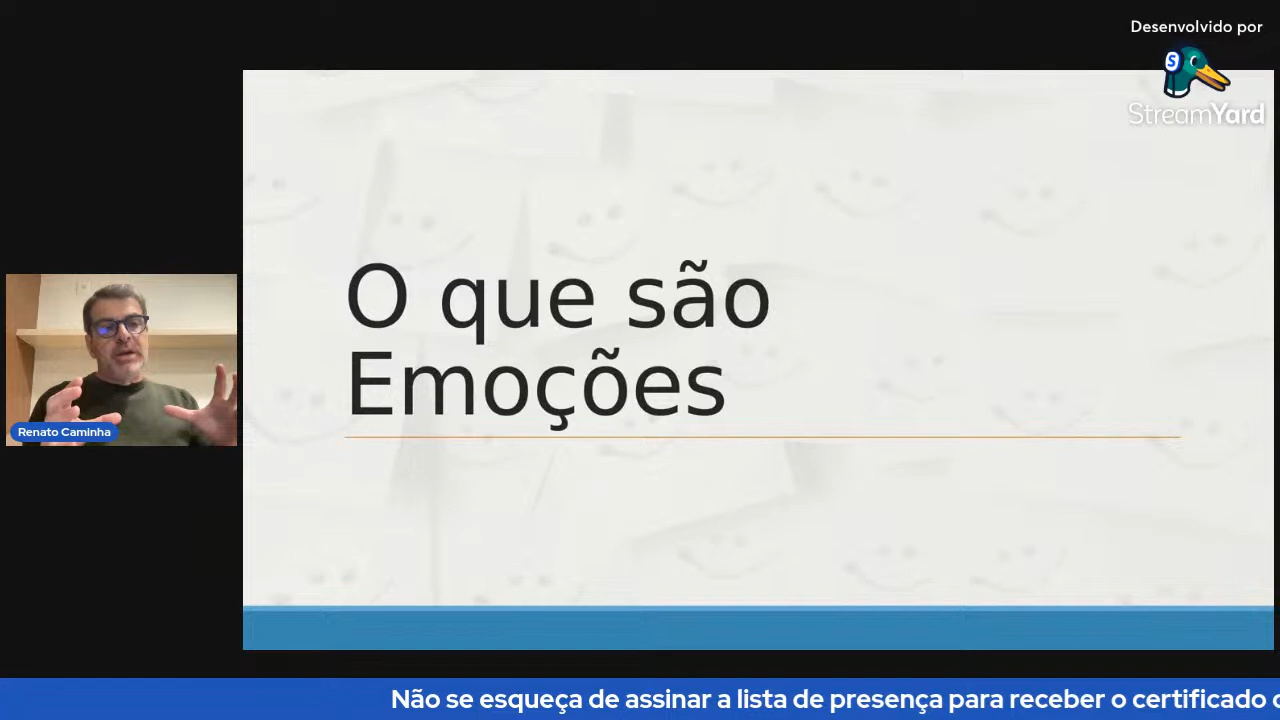 Desenvolvido por
StreamYard
O que são
Emoções
Renato Caminha
Não se esqueça de assinar a lista de presença para receber o certificado